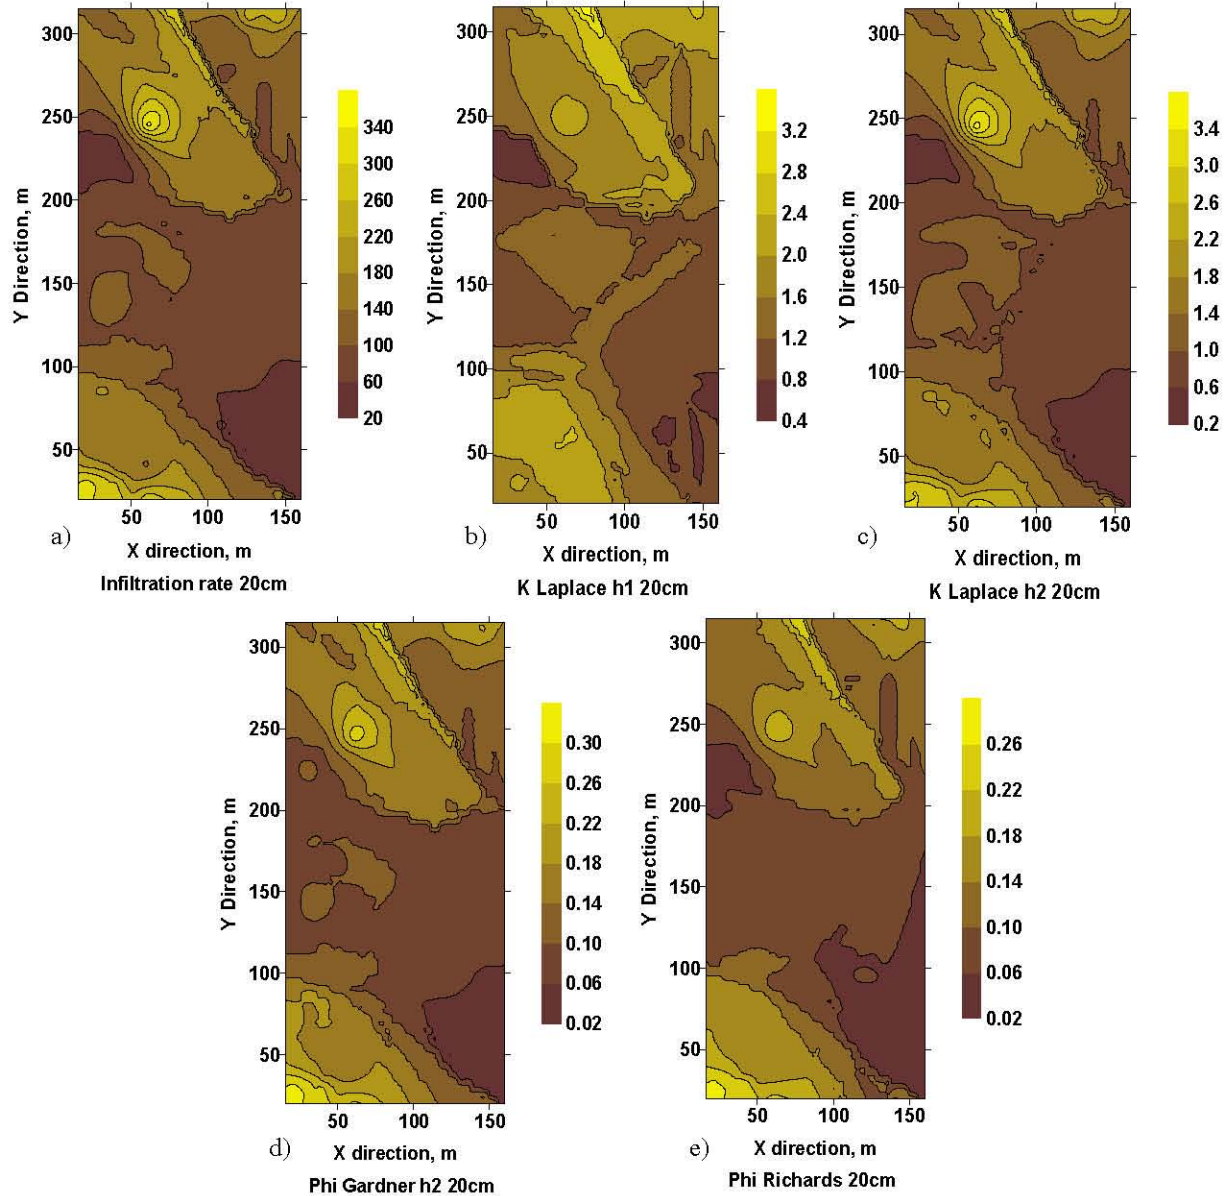 300
250
200
150
100
50
Y Direction, m
50 100 150
X direction, m
a)
Infiltration rate 20cm
340
300
260
220
180
140
100
60
20
300
250
200
150
100
50
Y Direction, m
50 100 150
X direction, m
b)
K Laplace h1 20cm
3.2
2.8
2.4
2.0
1.6
1.2
0.8
0.4
300
250
200
150
100
50
Y Direction, m
50 100 150
X direction, m
c)
K Laplace h2 20cm
3.4
3.0
2.6
2.2
1.8
1.4
1.0
0.6
0.2
300
250
200
150
100
50
Y Direction, m
50 100 150
X direction, m
d)
Phi Gardner h2 20cm
0.30
0.26
0.22
0.18
0.14
0.10
0.06
0.02
300
250
200
150
100
50
Y Direction, m
50 100 150
X direction, m
e)
Phi Richards 20cm
0.26
0.22
0.18
0.14
0.10
0.06
0.02